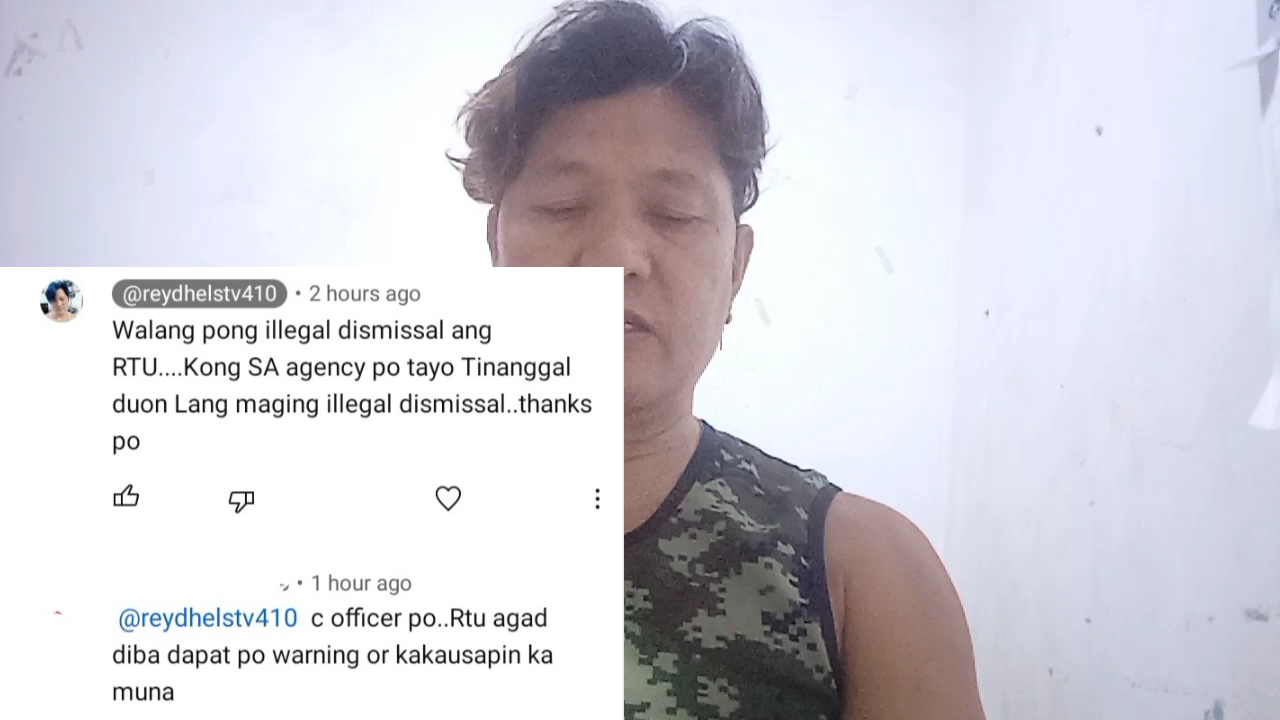 @reydhelstv410 • 2 hours ago
Walang pong illegal dismissal ang
RTU....Kong SA agency po tayo Tinanggal
duon Lang maging illegal dismissal..thanks
po
• 1 hour ago
@reydhelstv410 c officer po..Rtu agad
diba dapat po warning or kakausapin ka
muna